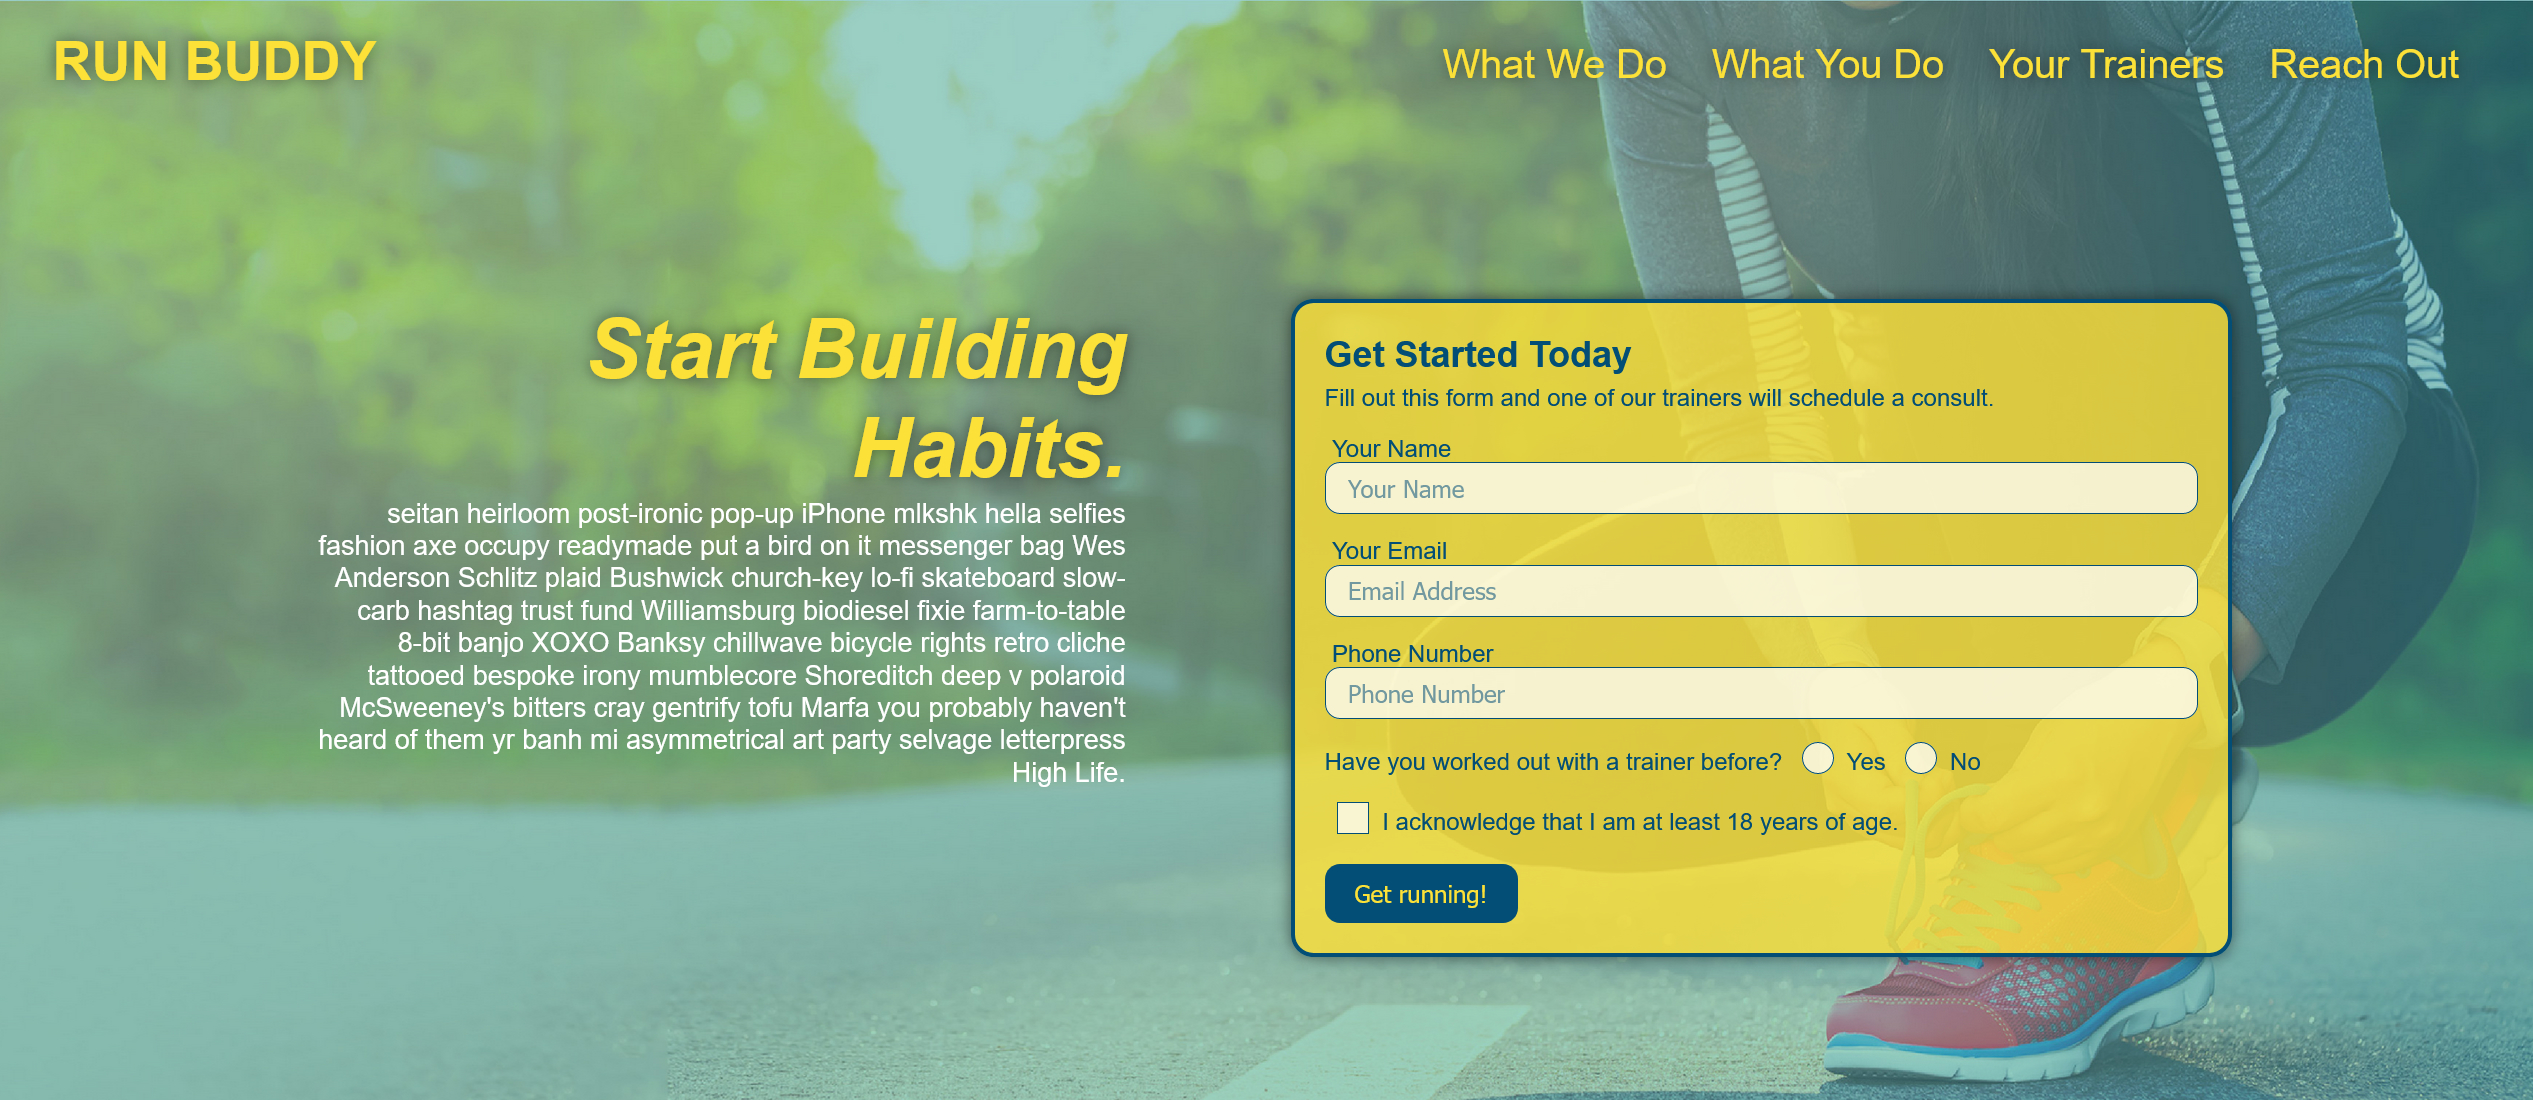 RUN BUDDY
What We Do What You Do Your Trainers Reach Out
Start Building
Habits.
seitan heirloom post-ironic pop-up iPhone mlkshk hella selfies
fashion axe occupy readymade put a bird on it messenger bag Wes
Anderson Schlitz plaid Bushwick church-key lo-fi skateboard slow-
carb hashtag trust fund Williamsburg biodiesel fixie farm-to-table
8-bit banjo XOXO Banksy chillwave bicycle rights retro cliche
tattooed bespoke irony mumblecore Shoreditch deep v polaroid
McSweeney's bitters cray gentrify tofu Marfa you probably haven't
heard of them yr banh mi asymmetrical art party selvage letterpress
High Life.
Get Started Today
Fill out this form and one of our trainers will schedule a consult.
Your Name
Your Name
Your Email
Email Address
Phone Number
Phone Number
Have you worked out with a trainer before? Yes No
I acknowledge that I am at least 18 years of age.
Get running!